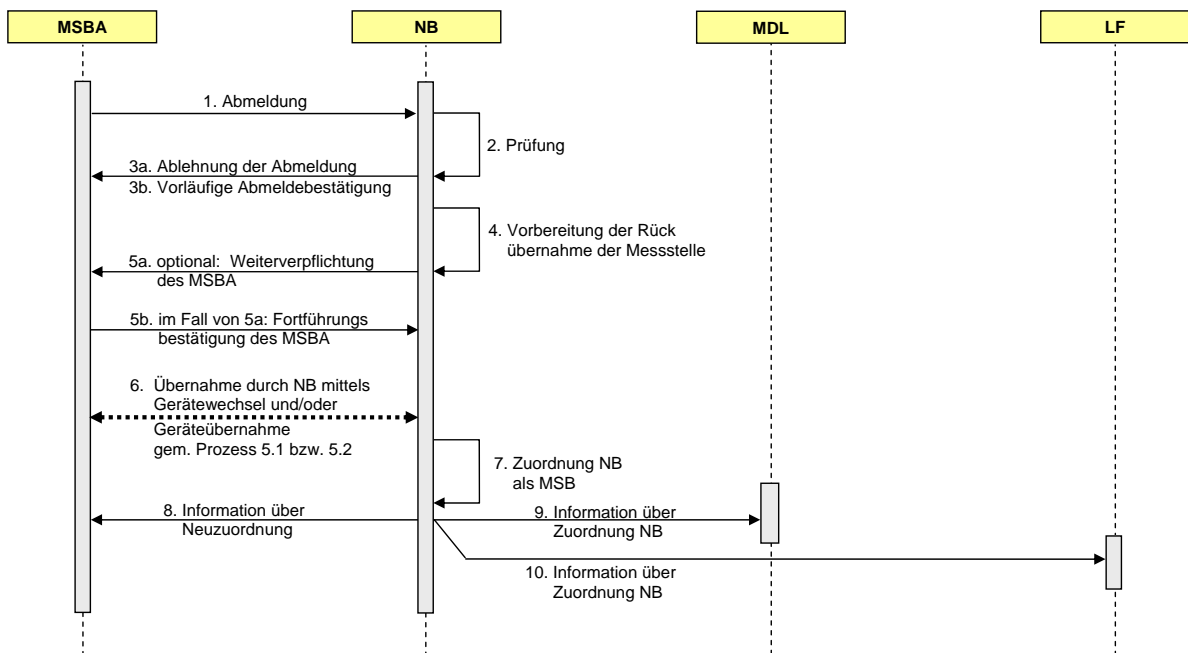 MSBA
NB
MDL
LF
1. Abmeldung
2. Prüfung
3a. Ablehnung der Abmeldung
3b. Vorläufige Abmeldebestätigung
4. Vorbereitung der Rück
übernahme der Messstelle
5a. optional: Weiterverpflichtung
des MSBA
5b. im Fall von 5a: Fortführungs
bestätigung des MSBA
6. Übernahme durch NB mittels
Gerätewechsel und/oder
Geräteübernahme
gem. Prozess 5.1 bzw. 5.2
7. Zuordnung NB
als MSB
8. Information über
Neuzuordnung
9. Information über
Zuordnung NB
10. Information über
Zuordnung NB